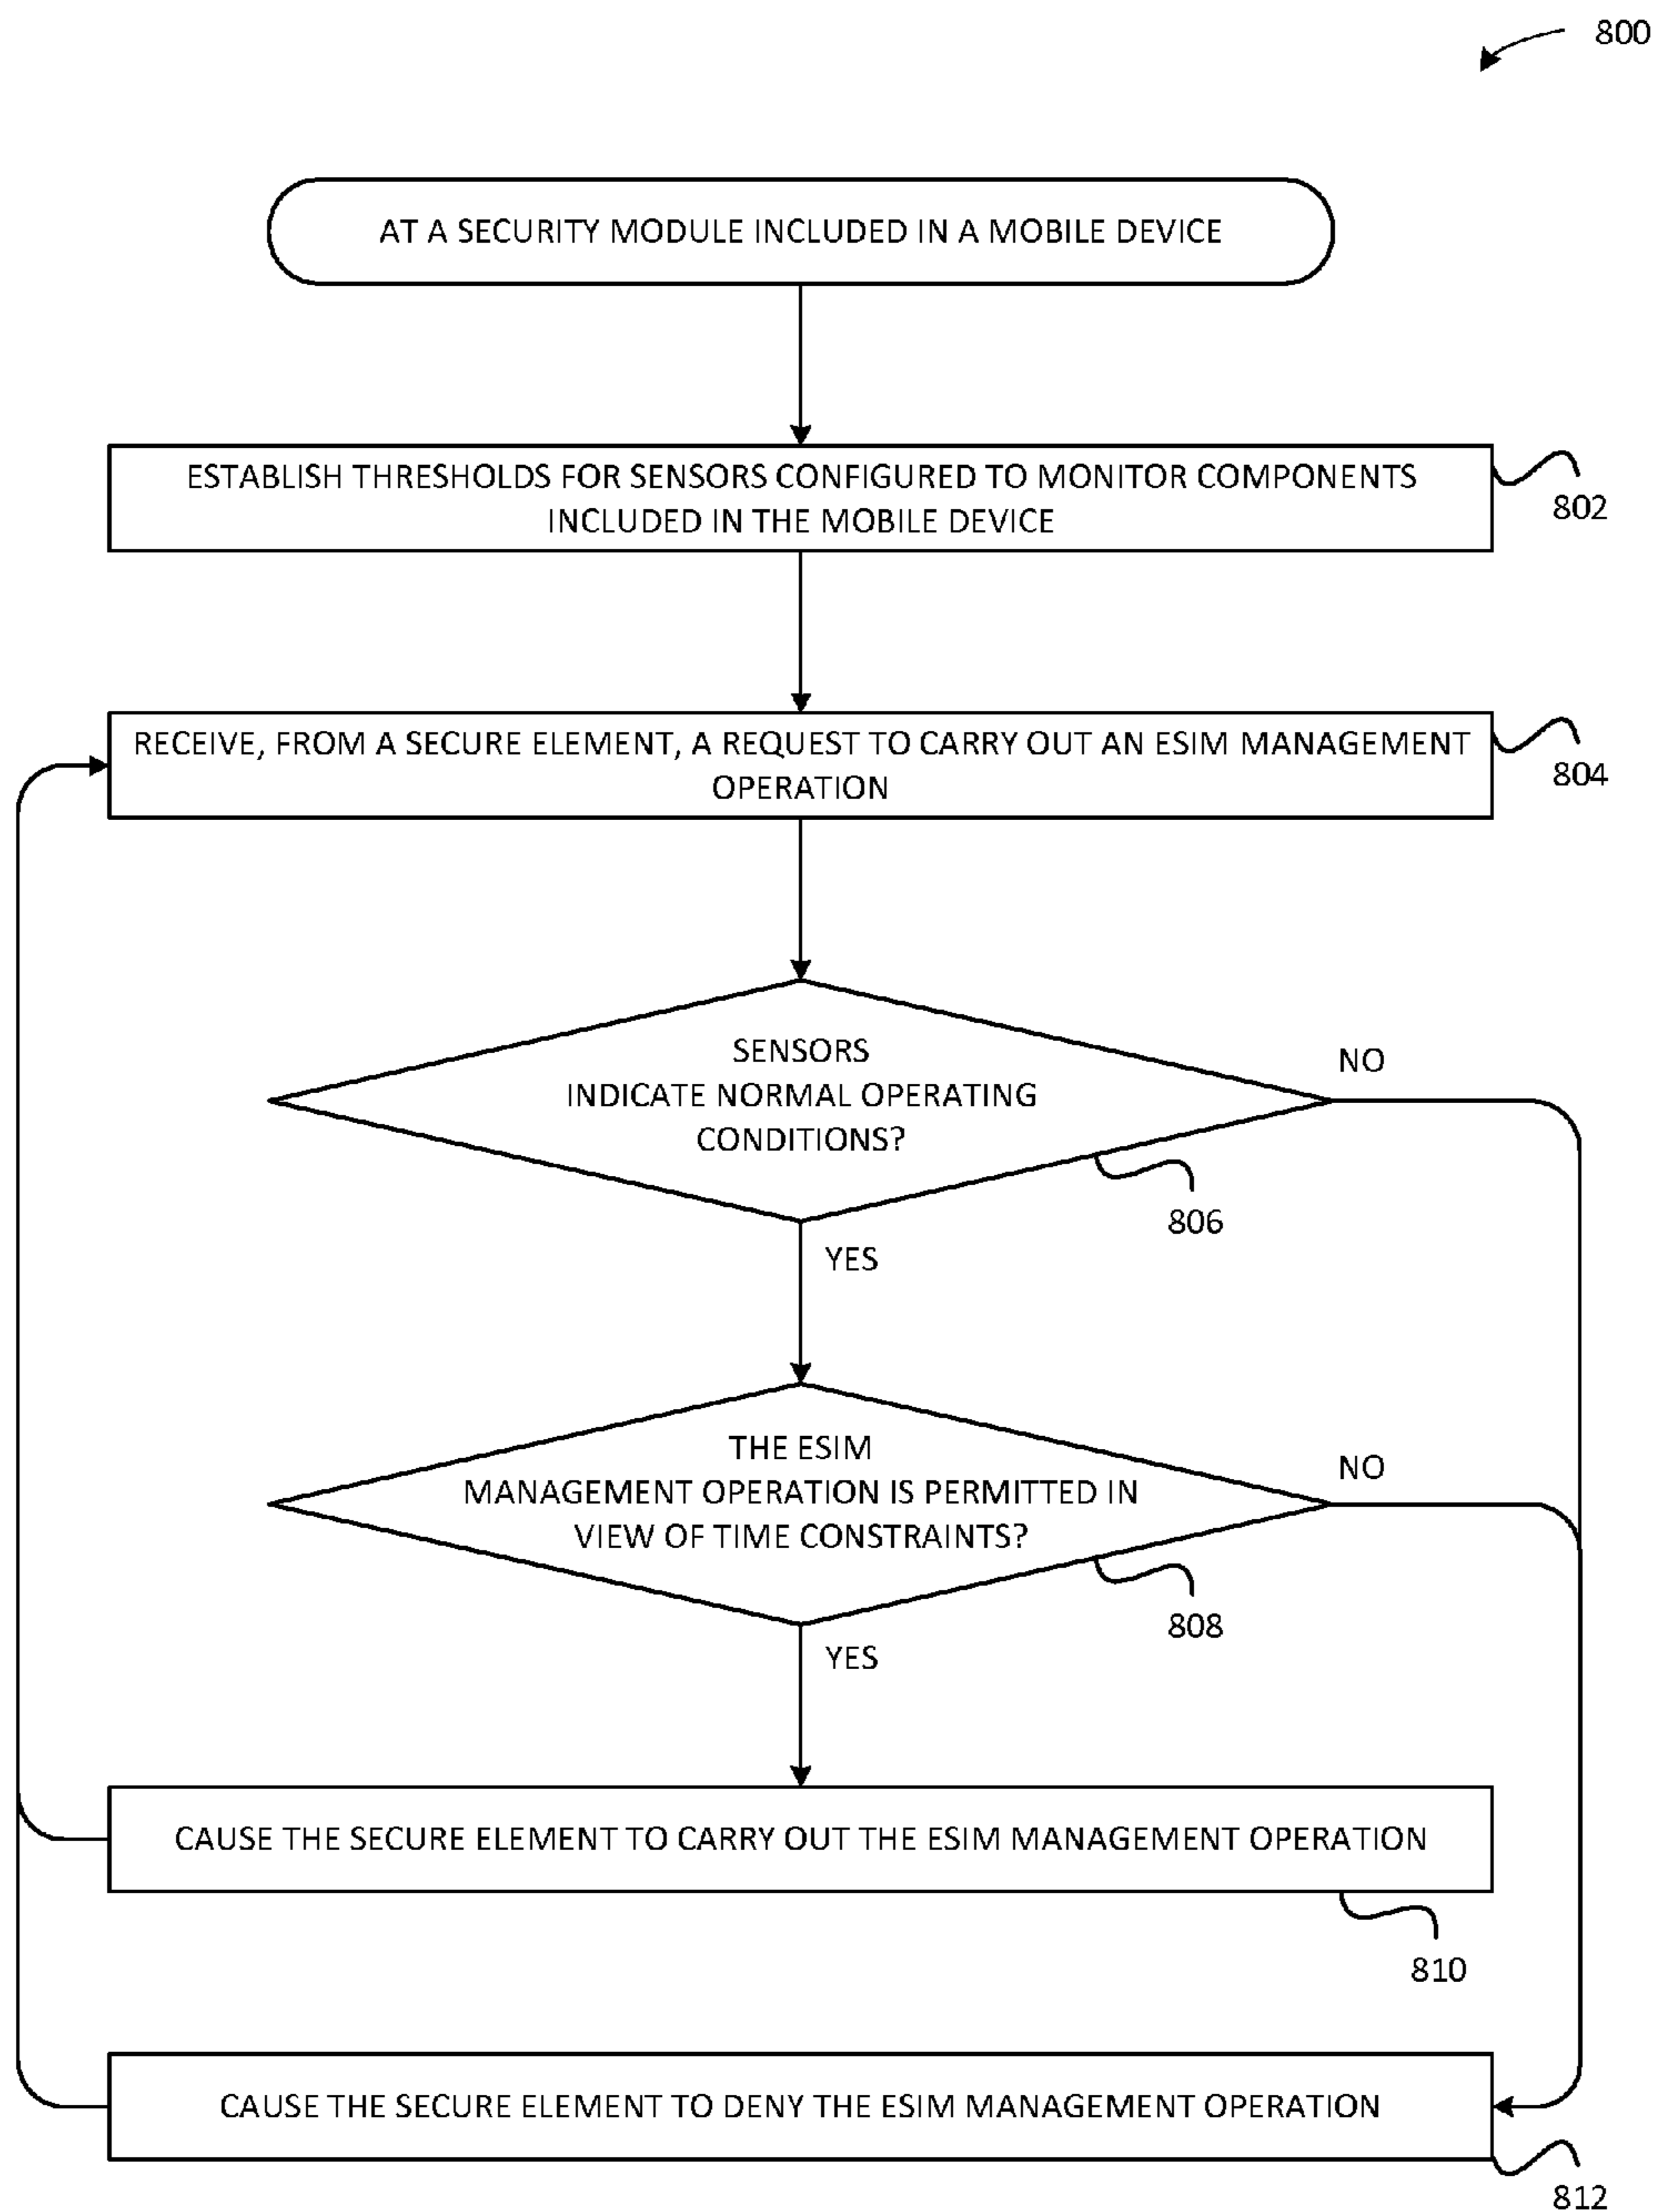 800
AT A SECURITY MODULE INCLUDED IN A MOBILE DEVICE
ESTABLISH THRESHOLDS FOR SENSORS CONFIGURED TO MONITOR COMPONENTS
INCLUDED IN THE MOBILE DEVICE
802
RECEIVE, FROM A SECURE ELEMENT, A REQUEST TO CARRY OUT AN ESIM MANAGEMENT
OPERATION
804
SENSORS
INDICATE NORMAL OPERATING
CONDITIONS?
NO
806
YES
THE ESIM
MANAGEMENT OPERATION IS PERMITTED IN
VIEW OF TIME CONSTRAINTS?
NO
808
YES
CAUSE THE SECURE ELEMENT TO CARRY OUT THE ESIM MANAGEMENT OPERATION
810
CAUSE THE SECURE ELEMENT TO DENY THE ESIM MANAGEMENT OPERATION
812